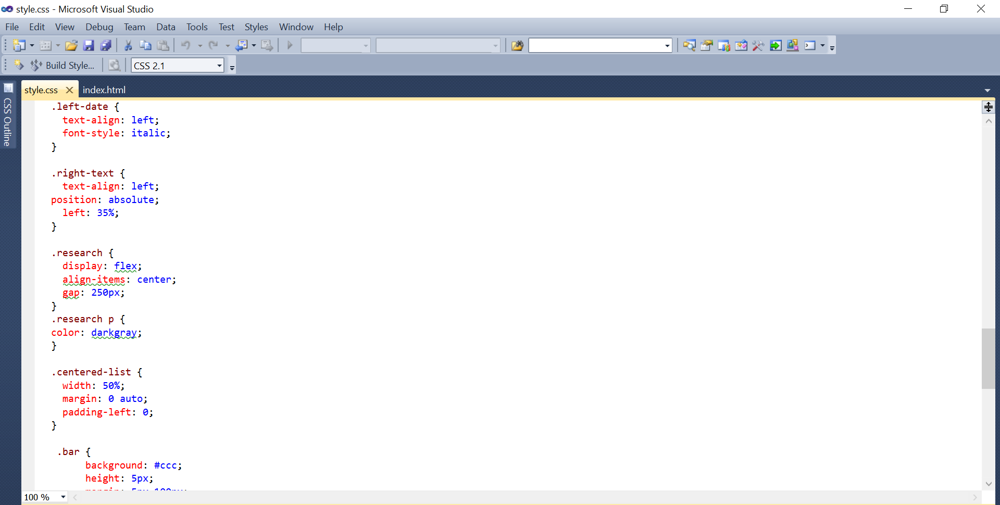 style.css - Microsoft Visual Studio
File Edit View Debug Team Data Tools Test Styles Window Help
Build Style... CSS 2.1
style.css index.html
CSS Outline
.left-date {
text-align: left;
font-style: italic;
}
.right-text {
text-align: left;
position: absolute;
left: 35%;
}
.research {
display: flex;
align-items: center;
gap: 250px;
}
.research p {
color: darkgray;
}
.centered-list {
width: 50%;
margin: 0 auto;
padding-left: 0;
}
.bar {
background: #ccc;
height: 5px;
100 %